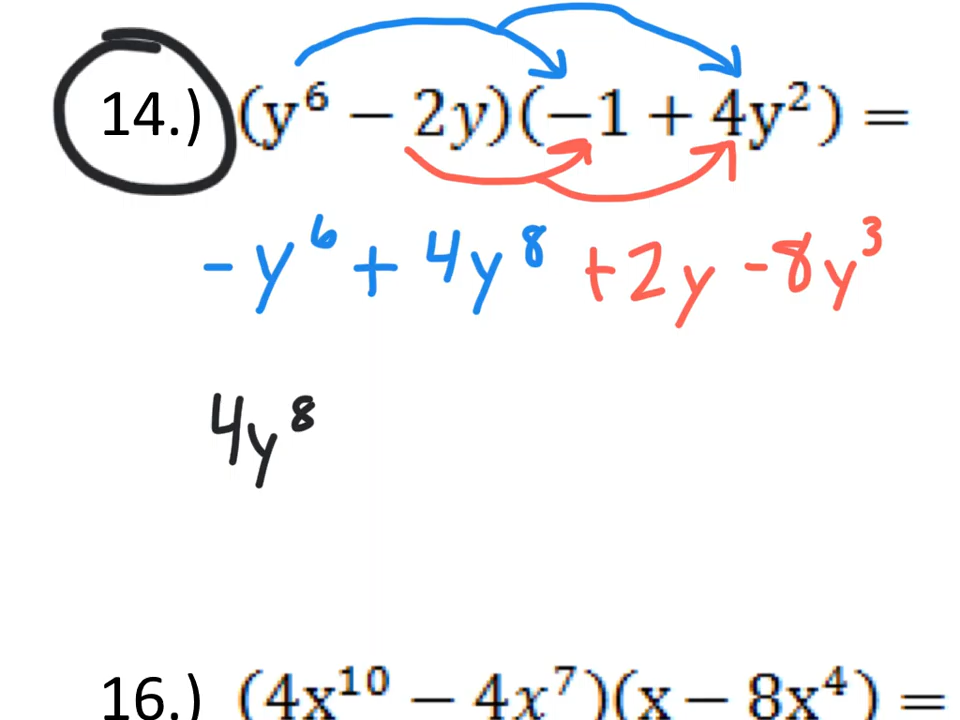 14.) (y⁶ − 2y)(−1 + 4y²) =
- y⁶ + 4y⁸ + 2y - 8y³
4y⁸
16.) (4x¹⁰ − 4x⁷)(x − 8x⁴) =